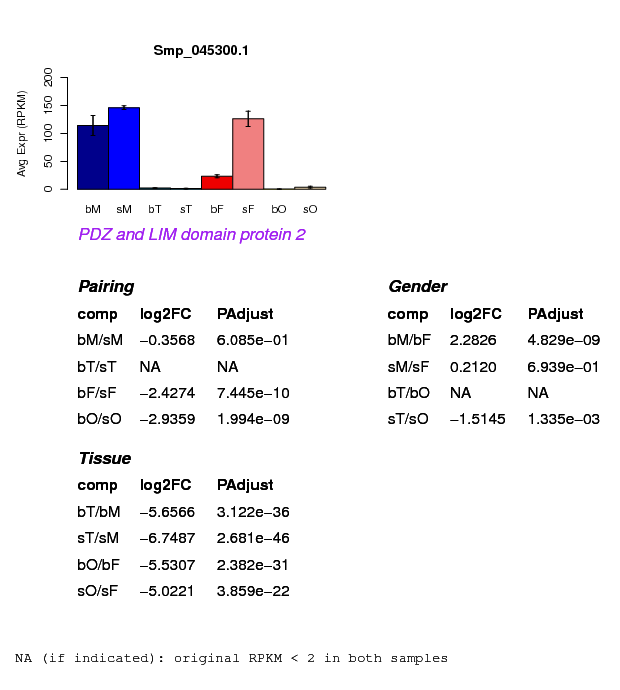 Smp_045300.1
Avg Expr (RPKM)
0 50 100 150 200
bM sM bT sT bF sF bO sO
PDZ and LIM domain protein 2
Pairing
comp log2FC PAdjust
bM/sM −0.3568 6.085e−01
bT/sT NA NA
bF/sF −2.4274 7.445e−10
bO/sO −2.9359 1.994e−09
Gender
comp log2FC PAdjust
bM/bF 2.2826 4.829e−09
sM/sF 0.2120 6.939e−01
bT/bO NA NA
sT/sO −1.5145 1.335e−03
Tissue
comp log2FC PAdjust
bT/bM −5.6566 3.122e−36
sT/sM −6.7487 2.681e−46
bO/bF −5.5307 2.382e−31
sO/sF −5.0221 3.859e−22
NA (if indicated): original RPKM < 2 in both samples